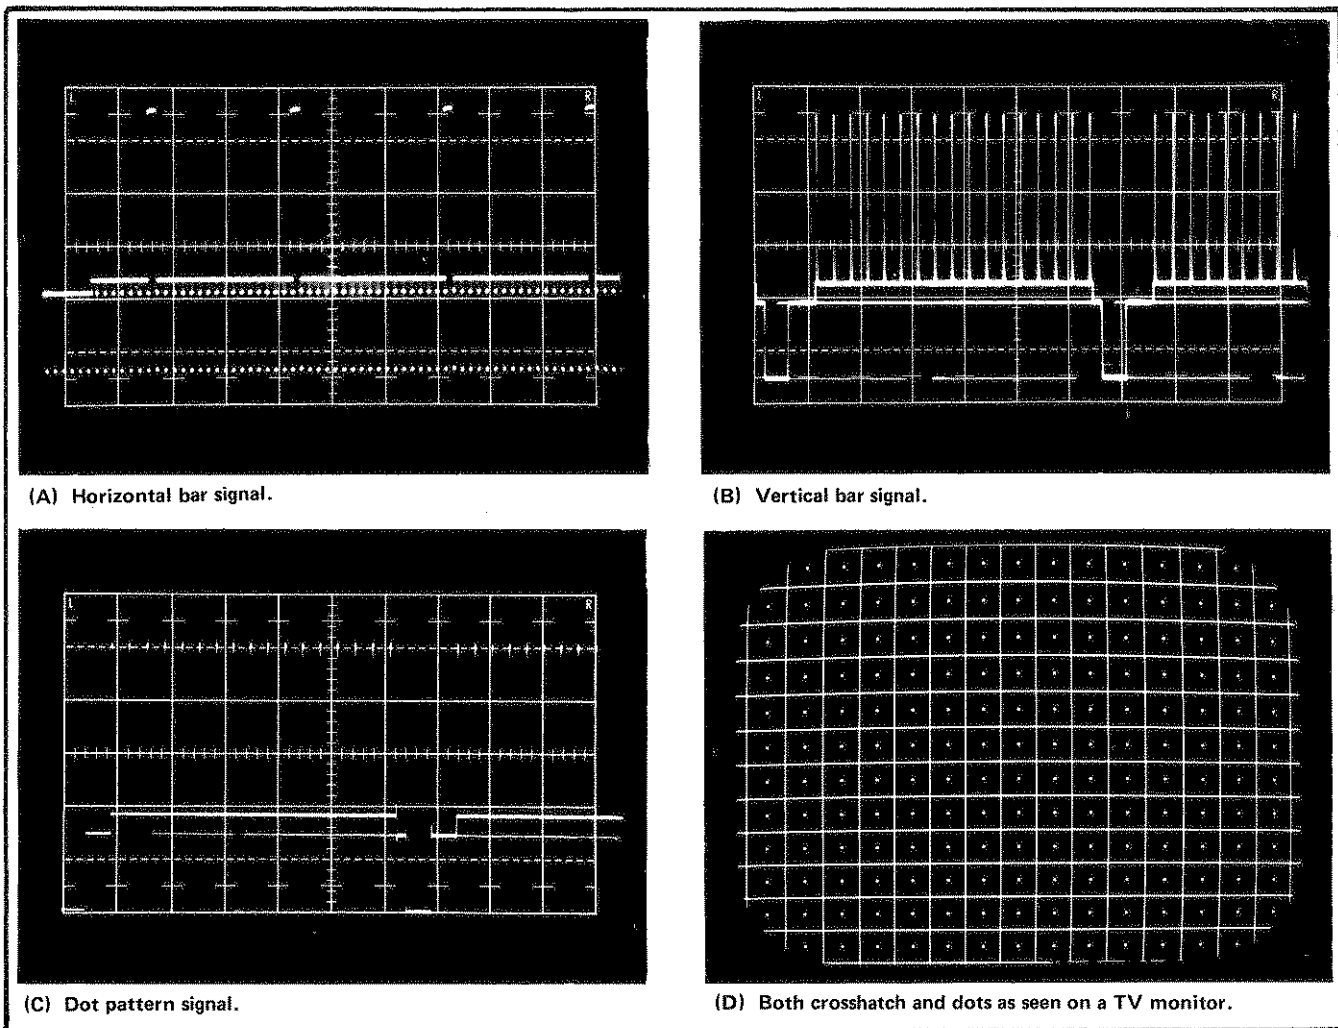 (A) Horizontal bar signal.
(B) Vertical bar signal.
(C) Dot pattern signal.
(D) Both crosshatch and dots as seen on a TV monitor.